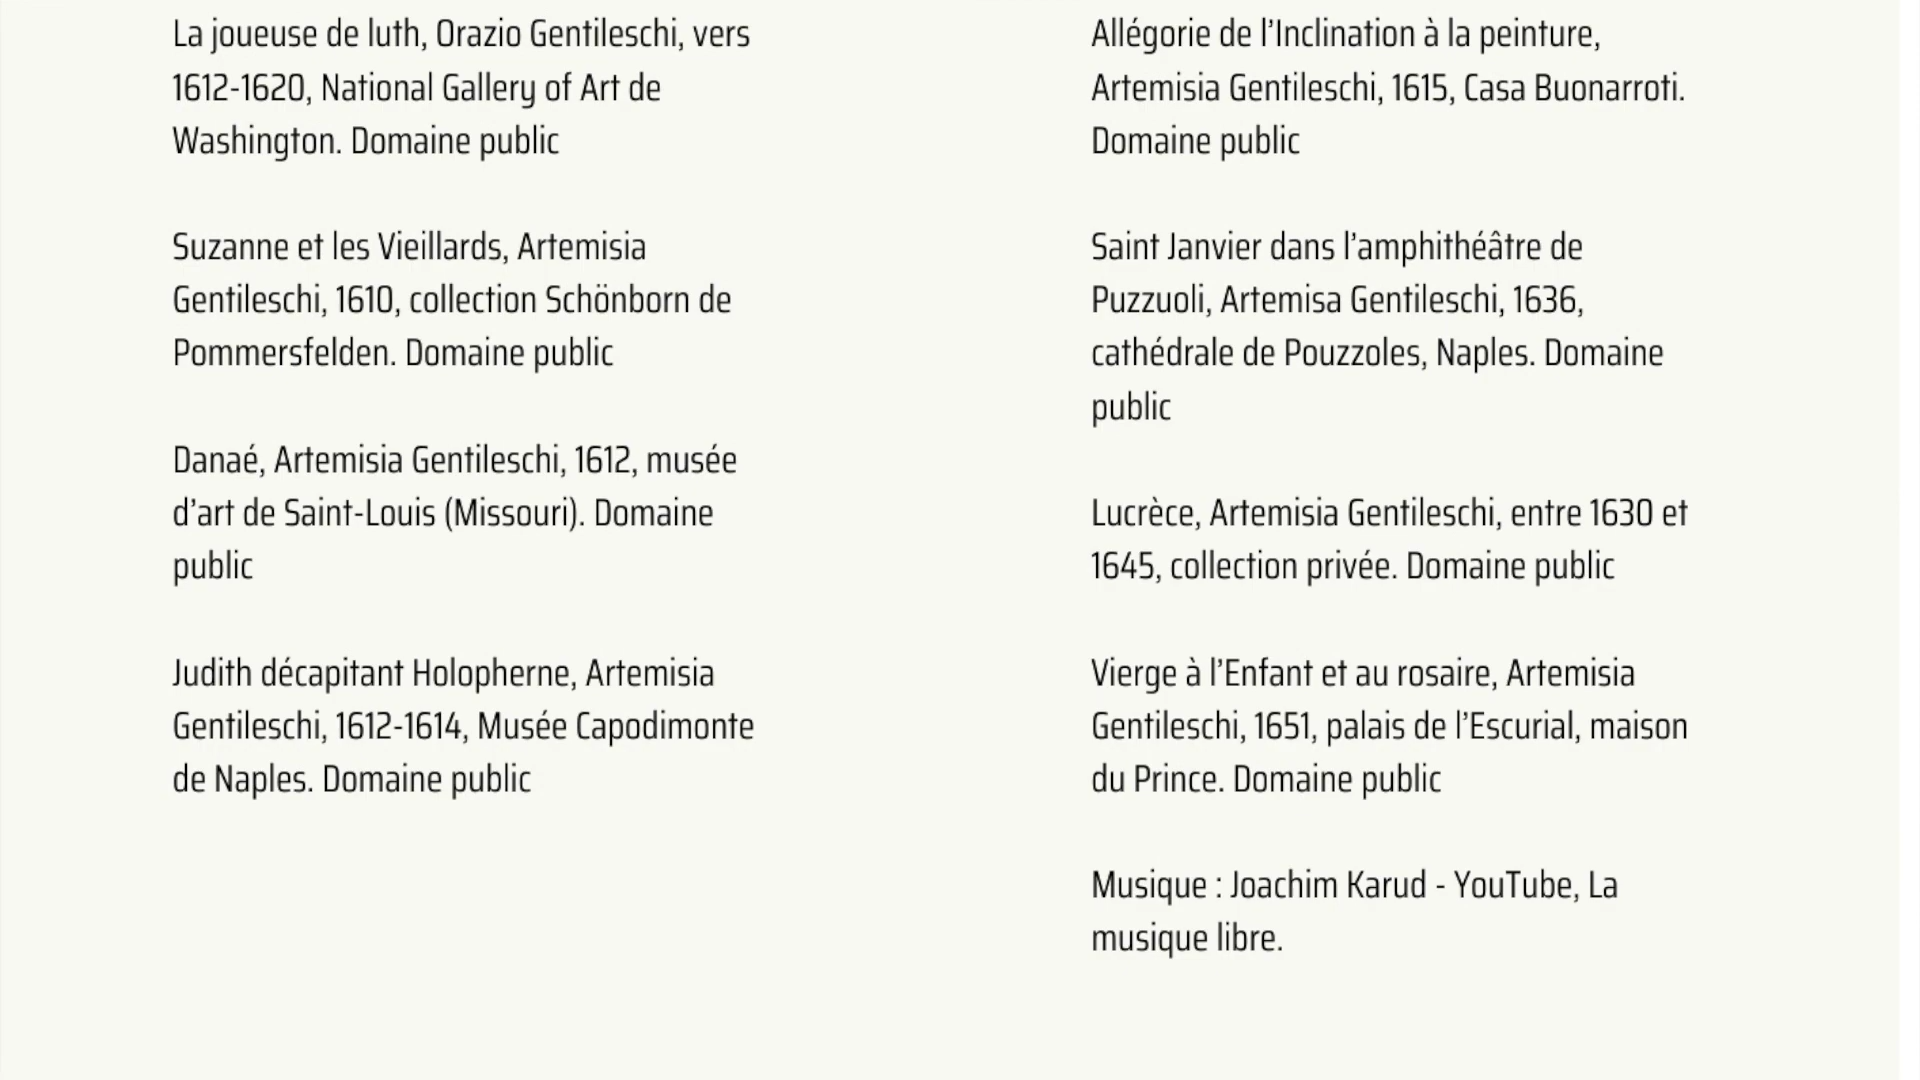 La joueuse de luth, Orazio Gentileschi, vers
1612-1620, National Gallery of Art de
Washington. Domaine public
Suzanne et les Vieillards, Artemisia
Gentileschi, 1610, collection Schönborn de
Pommersfelden. Domaine public
Danaé, Artemisia Gentileschi, 1612, musée
d’art de Saint-Louis (Missouri). Domaine
public
Judith décapitant Holopherne, Artemisia
Gentileschi, 1612-1614, Musée Capodimonte
de Naples. Domaine public
Allégorie de l’Inclination à la peinture,
Artemisia Gentileschi, 1615, Casa Buonarroti.
Domaine public
Saint Janvier dans l’amphithéâtre de
Puzzuoli, Artemisa Gentileschi, 1636,
cathédrale de Pouzzoles, Naples. Domaine
public
Lucrèce, Artemisia Gentileschi, entre 1630 et
1645, collection privée. Domaine public
Vierge à l’Enfant et au rosaire, Artemisia
Gentileschi, 1651, palais de l’Escurial, maison
du Prince. Domaine public
Musique : Joachim Karud - YouTube, La
musique libre.